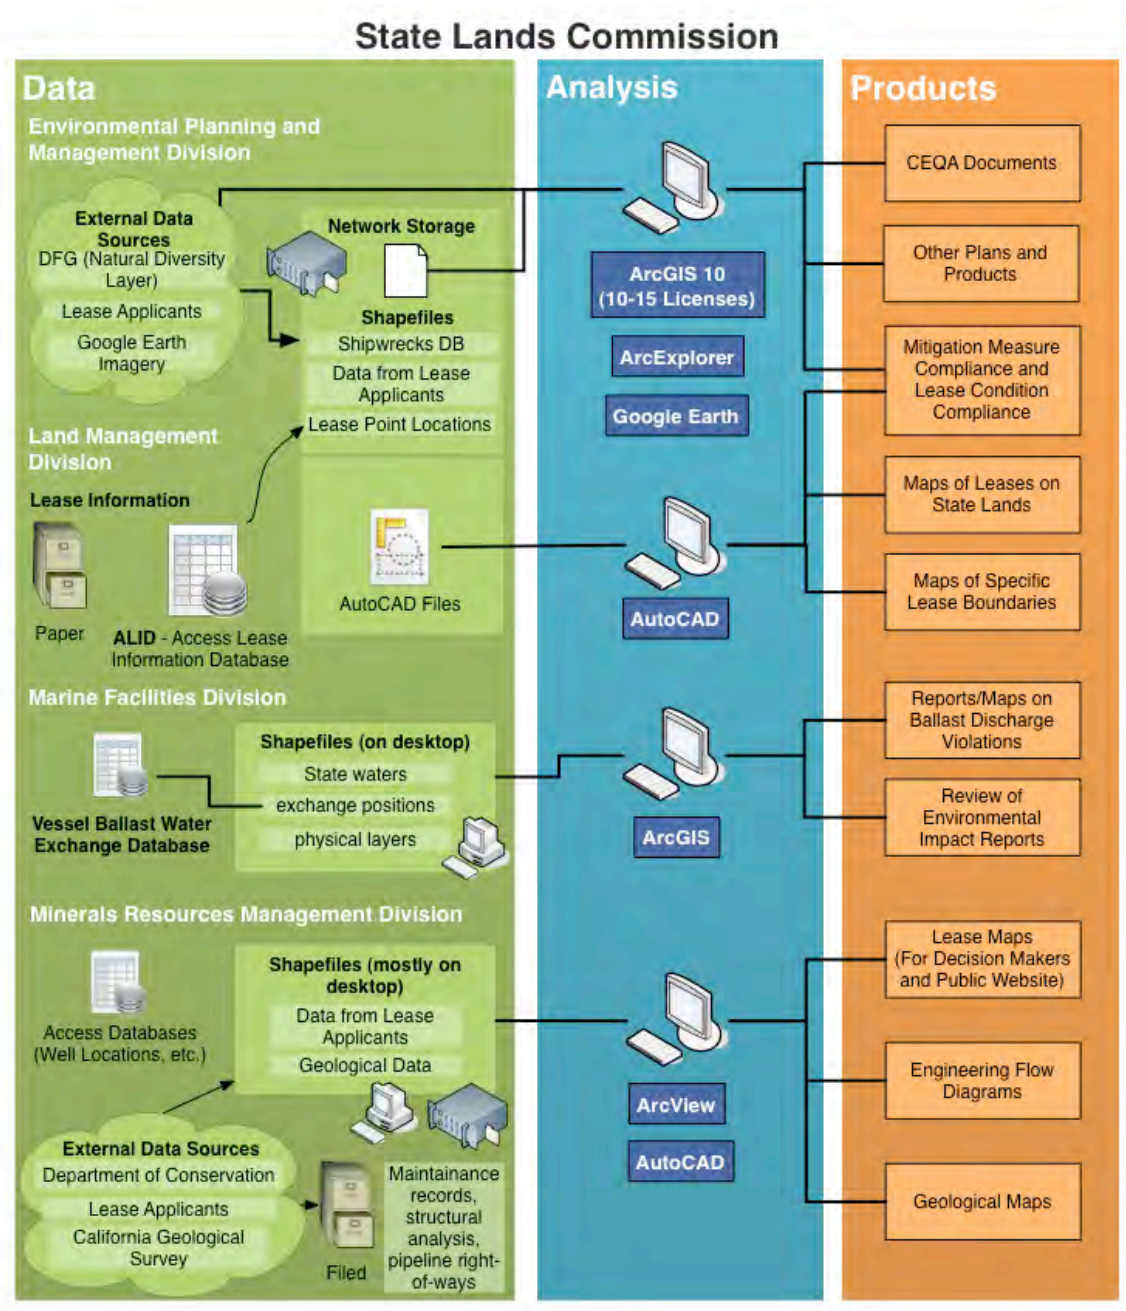 State Lands Commission
Data
Environmental Planning and
Management Division
External Data
Sources
DFG (Natural Diversity
Layer)
Lease Applicants
Google Earth
Imagery
Network Storage
Shapefiles
Shipwrecks DB
Data from Lease
Applicants
Lease Point Locations
Land Management
Division
Lease Information
Paper
ALID - Access Lease
Information Database
AutoCAD Files
Marine Facilities Division
Vessel Ballast Water
Exchange Database
Shapefiles (on desktop)
State waters
exchange positions
physical layers
Minerals Resources Management Division
Access Databases
(Well Locations, etc.)
Shapefiles (mostly on
desktop)
Data from Lease
Applicants
Geological Data
External Data Sources
Department of Conservation
Lease Applicants
California Geological
Survey
Filed
Maintainance
records,
structural
analysis,
pipeline right-
of-ways
Analysis
ArcGIS 10
(10-15 Licenses)
ArcExplorer
Google Earth
AutoCAD
ArcGIS
ArcView
AutoCAD
Products
CEQA Documents
Other Plans and
Products
Mitigation Measure
Compliance and
Lease Condition
Compliance
Maps of Leases on
State Lands
Maps of Specific
Lease Boundaries
Reports/Maps on
Ballast Discharge
Violations
Review of
Environmental
Impact Reports
Lease Maps
(For Decision Makers
and Public Website)
Engineering Flow
Diagrams
Geological Maps